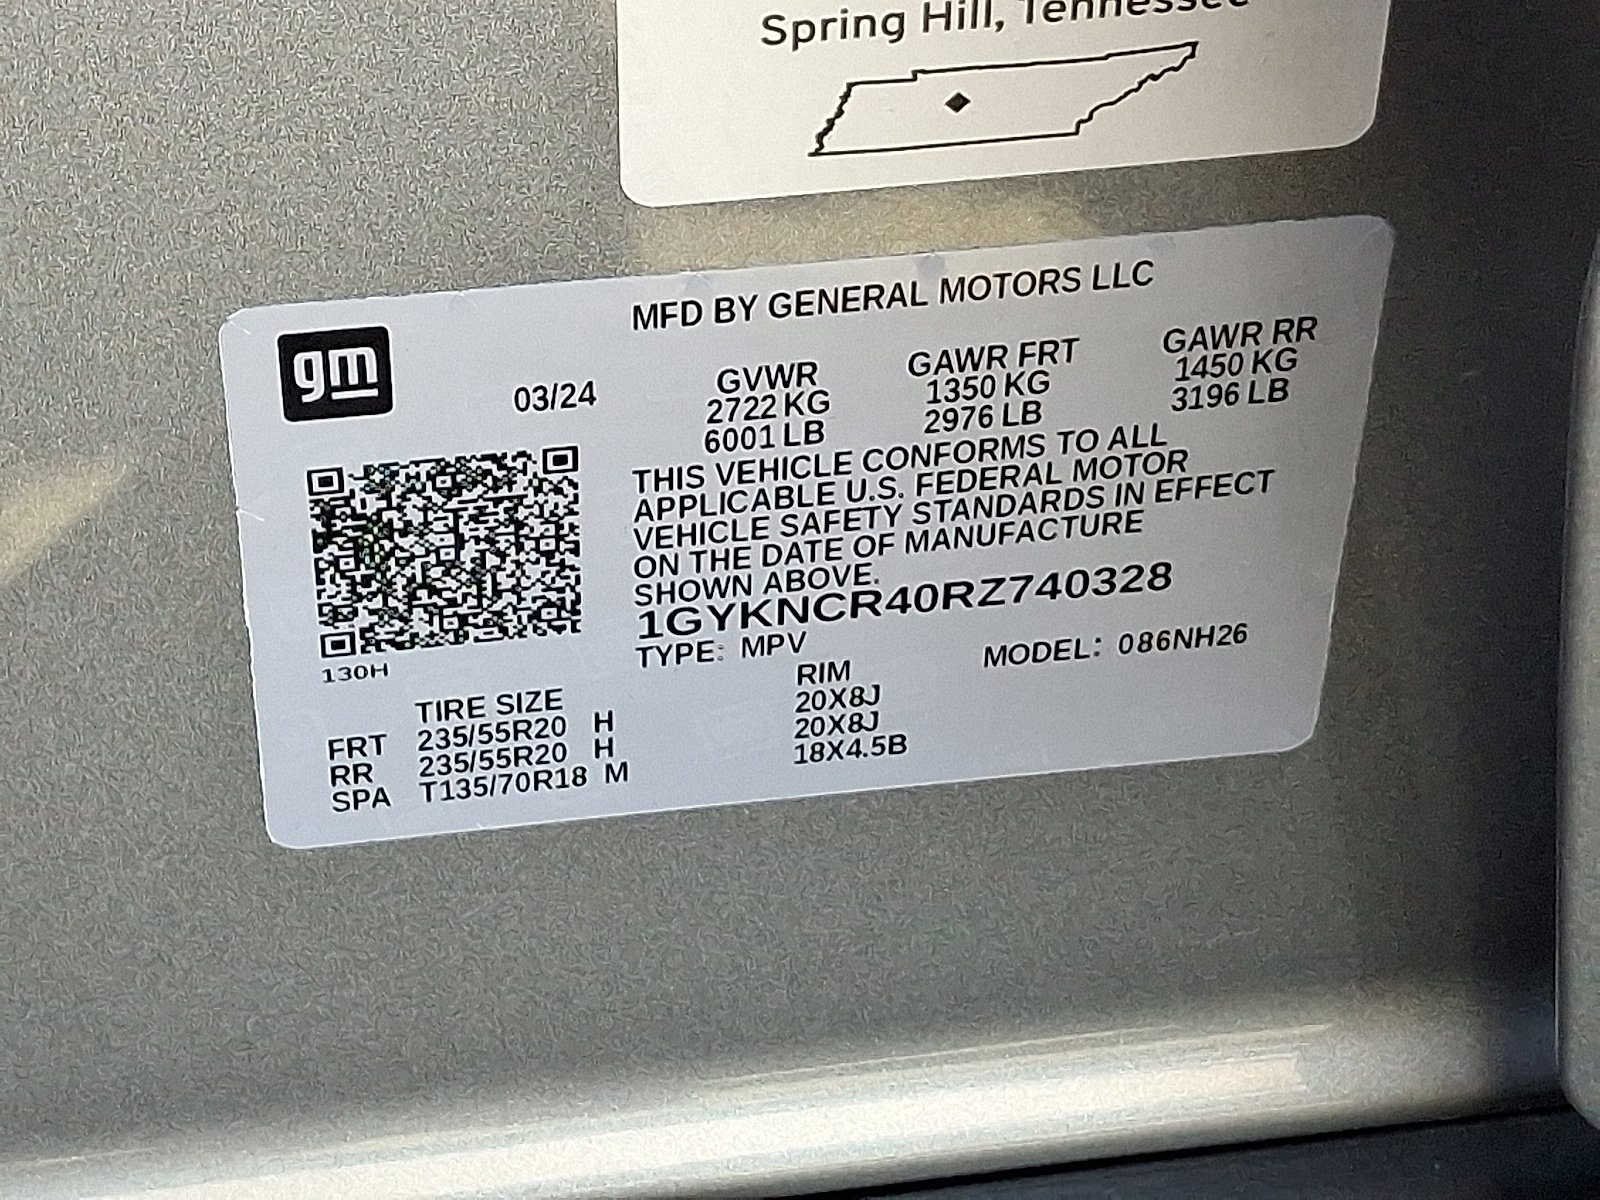 Spring Hill, Tennessee
gm
MFD BY GENERAL MOTORS LLC
03/24
GVWR GAWR FRT GAWR RR
2722 KG 1350 KG 1450 KG
6001 LB 2976 LB 3196 LB
THIS VEHICLE CONFORMS TO ALL
APPLICABLE U.S. FEDERAL MOTOR
VEHICLE SAFETY STANDARDS IN EFFECT
ON THE DATE OF MANUFACTURE
SHOWN ABOVE.
1GYKNCR40RZ740328
130H
TYPE: MPV MODEL: 086NH26
TIRE SIZE RIM
FRT 235/55R20 H 20X8J
RR 235/55R20 H 20X8J
SPA T135/70R18 M 18X4.5B